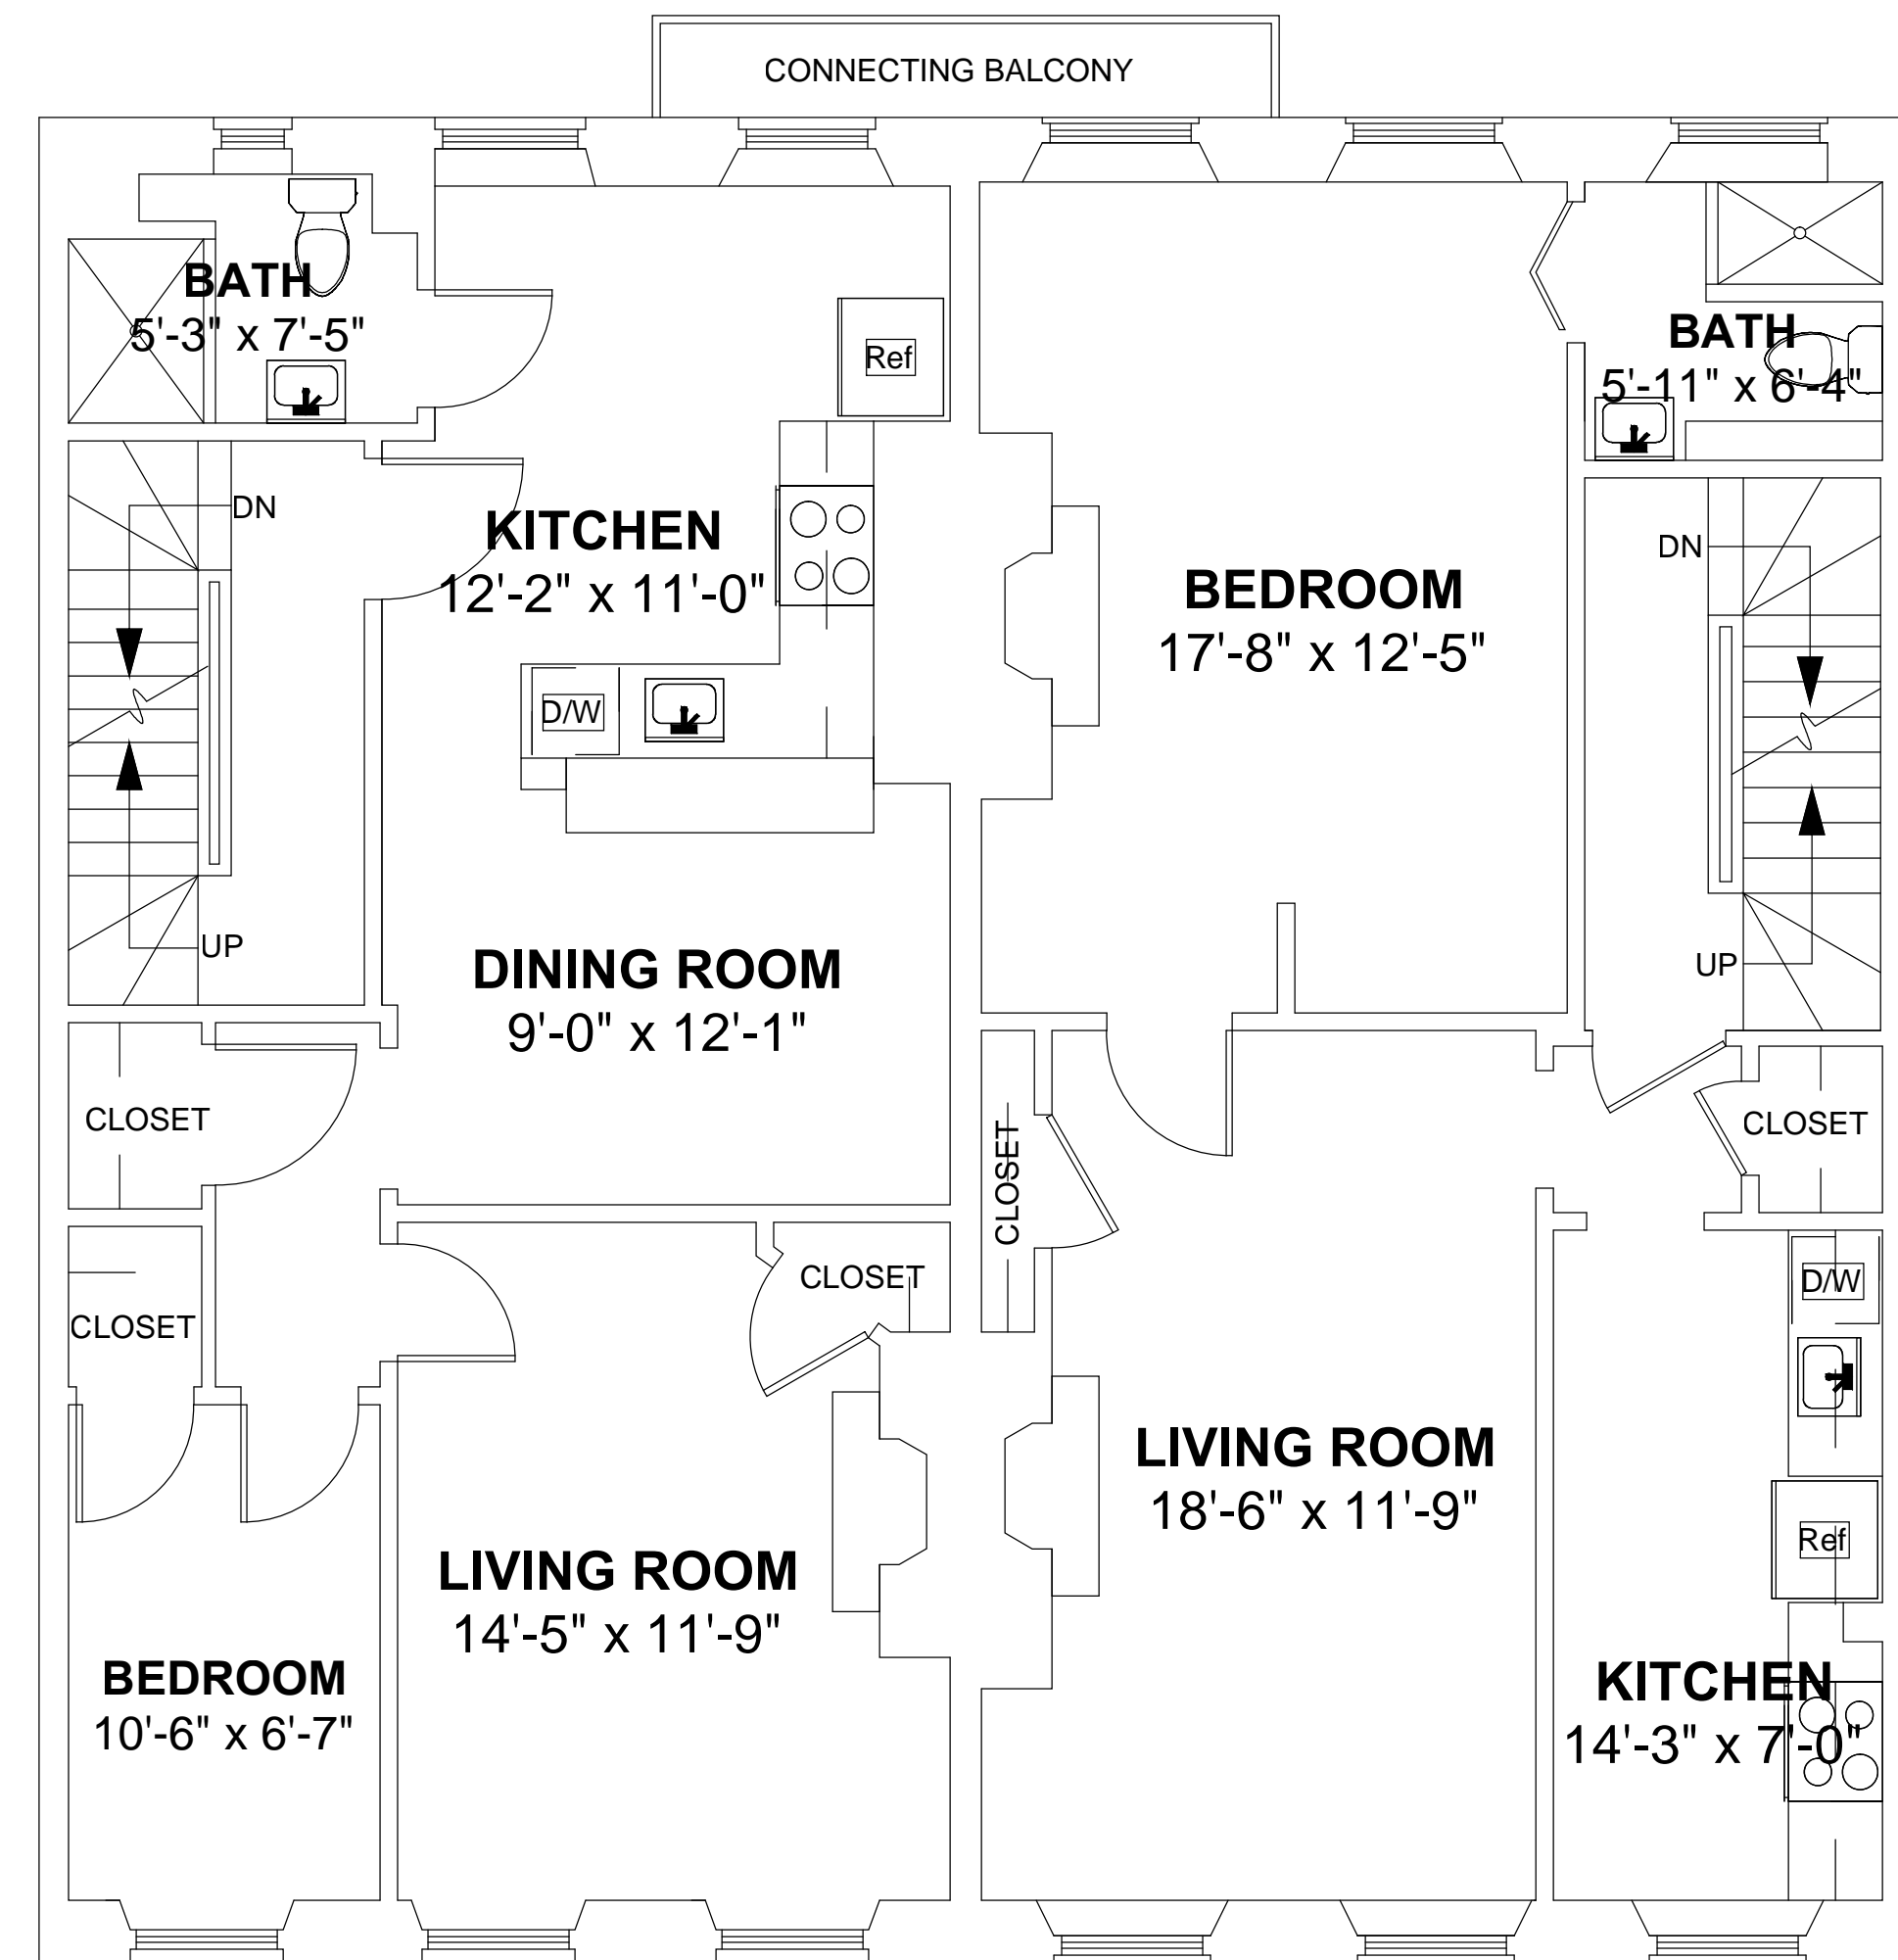 CONNECTING BALCONY
BATH
5'-3" x 7'-5"
Ref
BATH
5'-11" x 6'-4"
DN
KITCHEN
12'-2" x 11'-0"
DN
BEDROOM
17'-8" x 12'-5"
D/W
UP
DINING ROOM
9'-0" x 12'-1"
UP
CLOSET
CLOSET
CLOSET
CLOSET
CLOSET
D/W
LIVING ROOM
18'-6" x 11'-9"
Ref
LIVING ROOM
14'-5" x 11'-9"
BEDROOM
10'-6" x 6'-7"
KITCHEN
14'-3" x 7'-0"